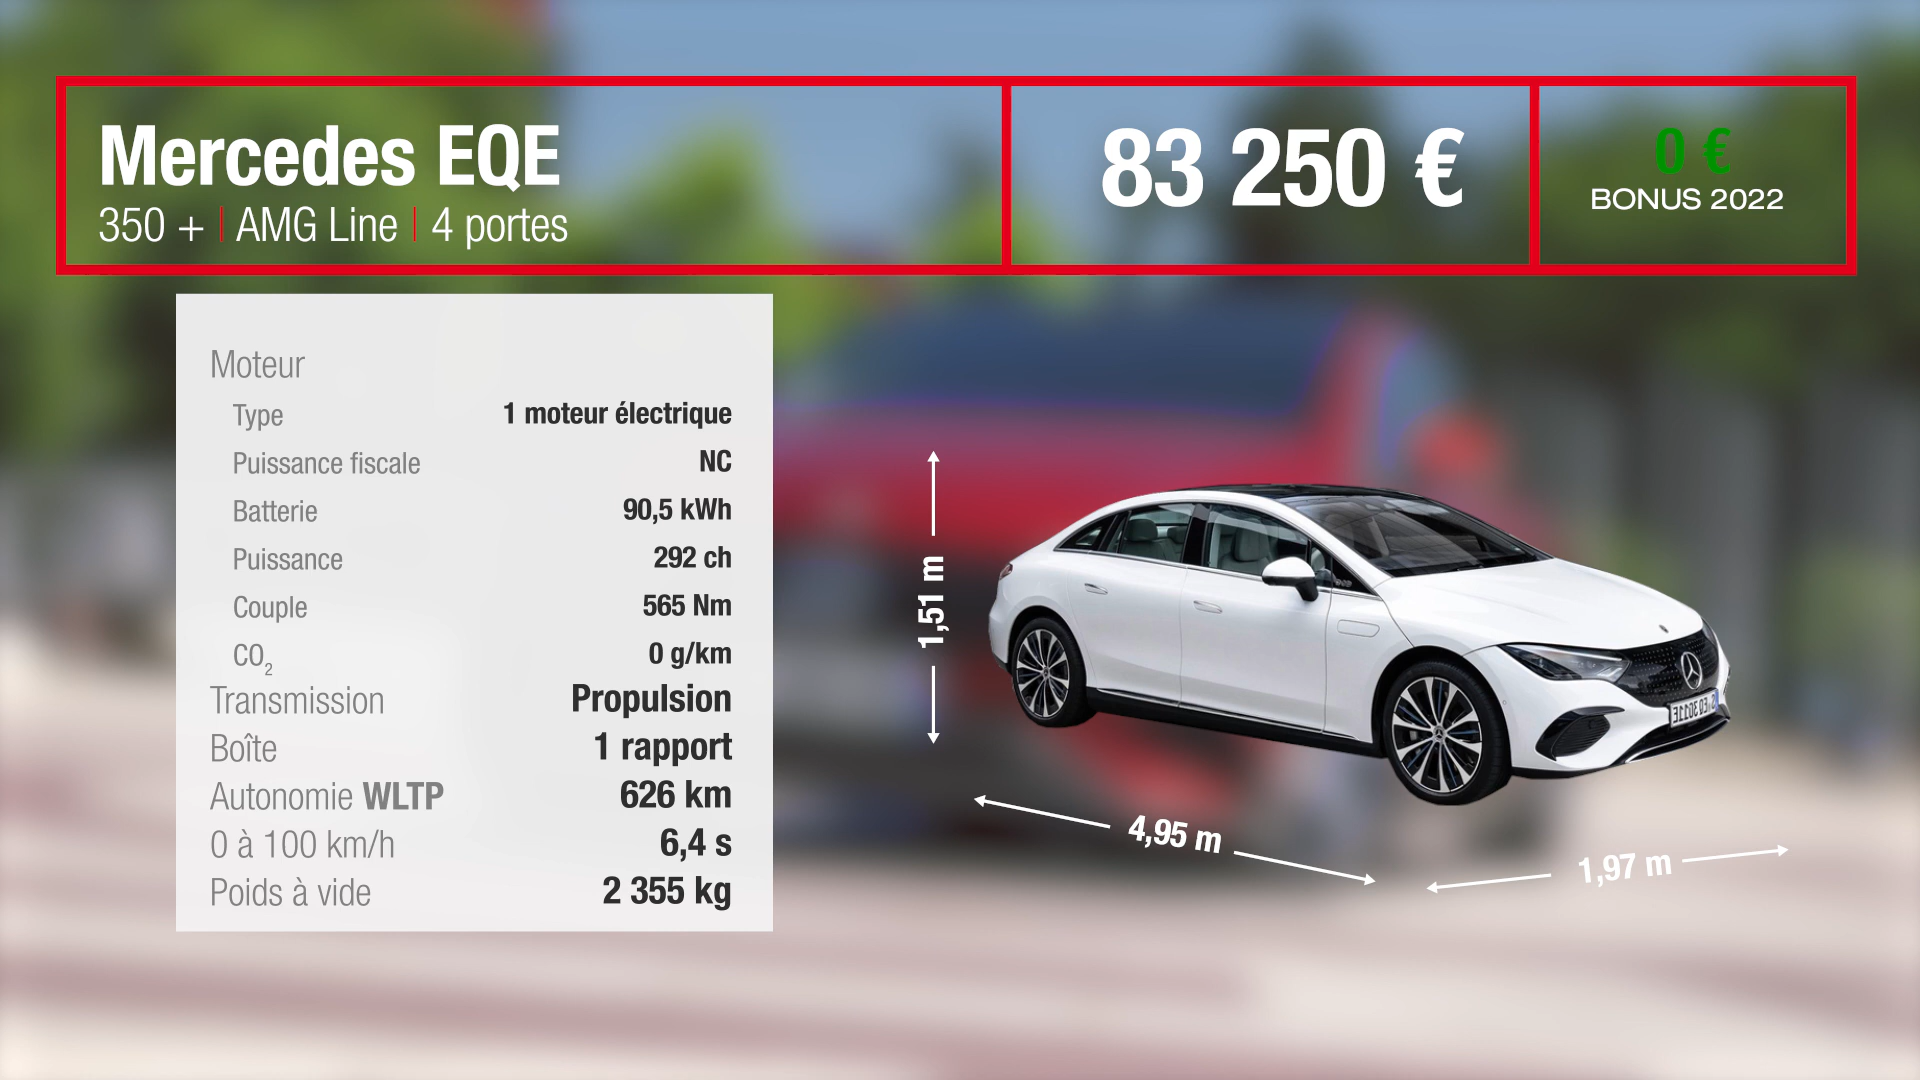 Mercedes EQE
350 + | AMG Line | 4 portes
83 250 €
0 €
BONUS 2022
Moteur
Type 1 moteur électrique
Puissance fiscale NC
Batterie 90,5 kWh
Puissance 292 ch
Couple 565 Nm
CO2 0 g/km
Transmission Propulsion
Boîte 1 rapport
Autonomie WLTP 626 km
0 à 100 km/h 6,4 s
Poids à vide 2 355 kg
1,51 m
4,95 m
1,97 m